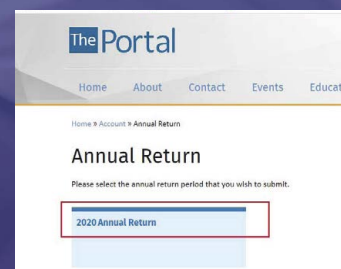 The Portal
Home About Contact Events Educat
Home » Account » Annual Return
Annual Return
Please select the annual return period that you wish to submit.
2020 Annual Return